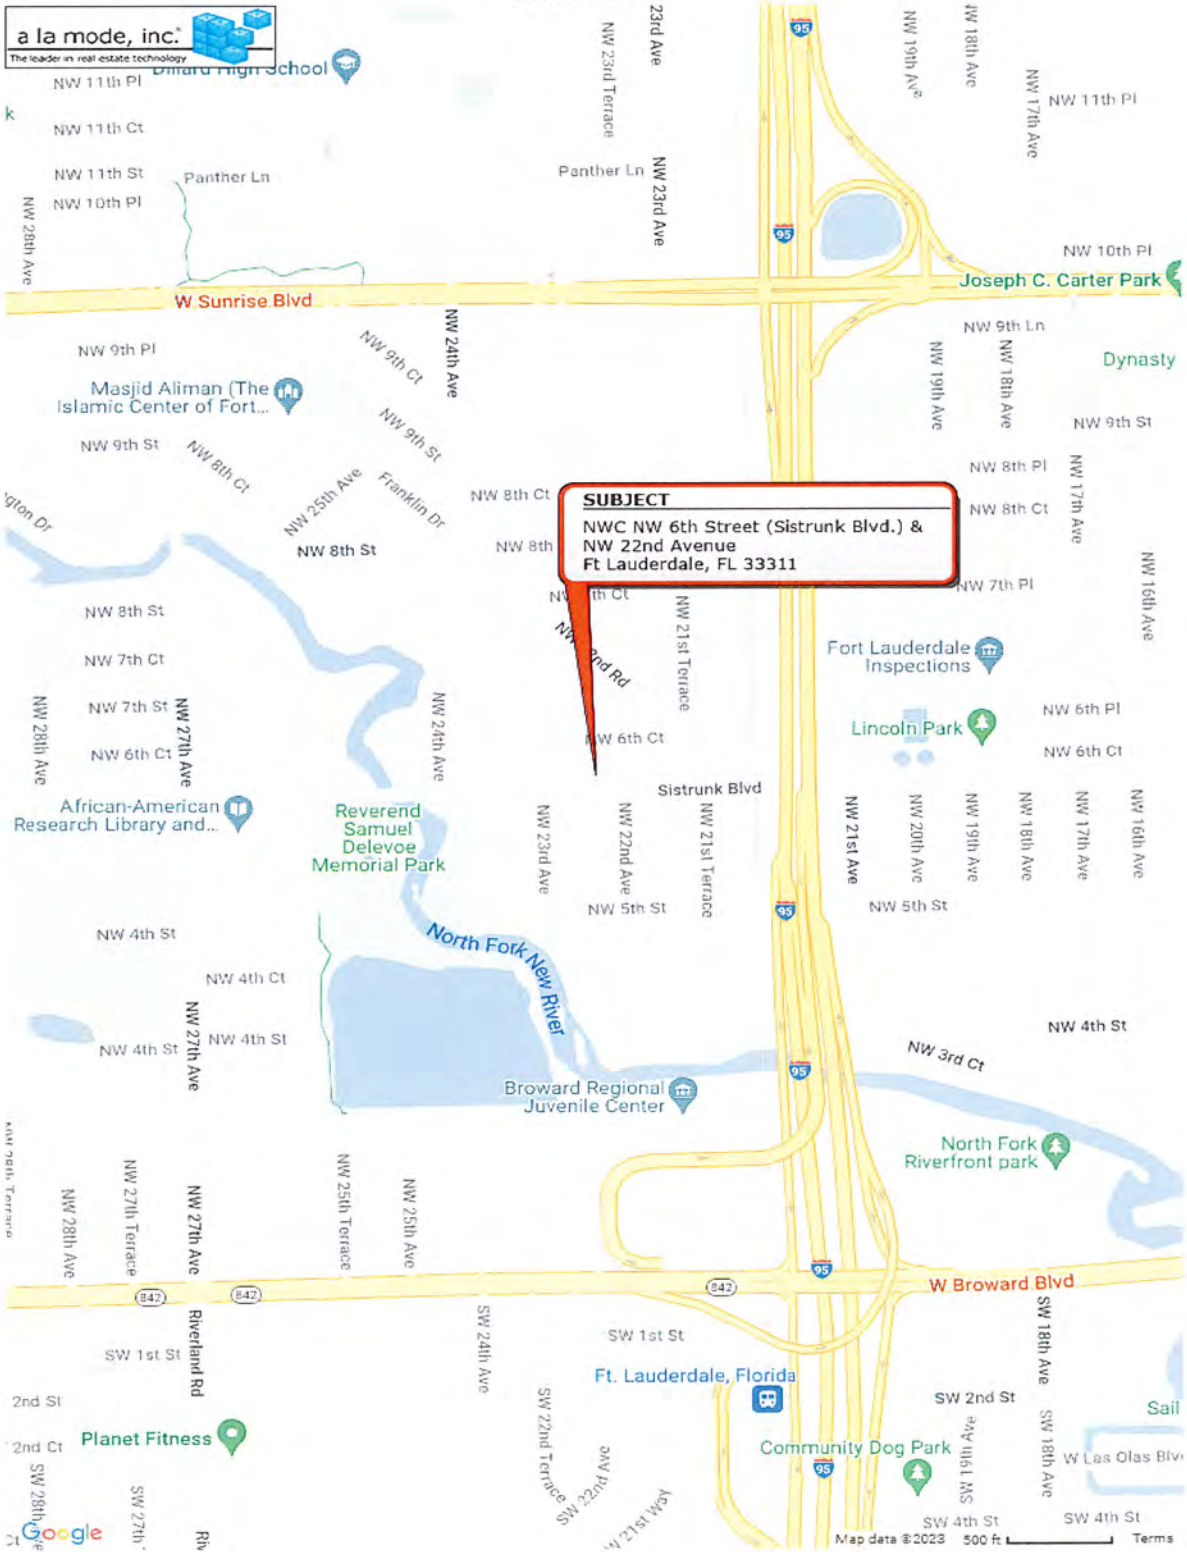 a la mode, inc.
The leader in real estate technology
Dillard High School
NW 11th Pl
NW 11th Ct
NW 11th St
Panther Ln
NW 10th Pl
NW 28th Ave
NW 23rd Terrace
23rd Ave
Panther Ln
NW 23rd Ave
95
NW 19th Ave
NW 18th Ave
NW 17th Ave
NW 11th Pl
95
NW 10th Pl
Joseph C. Carter Park
W Sunrise Blvd
NW 9th Ln
NW 9th Pl
NW 9th Ct
NW 24th Ave
NW 19th Ave
NW 18th Ave
Dynasty
Masjid Aliman (The
Islamic Center of Fort...
NW 9th St
NW 9th St
NW 9th St
NW 8th Ct
NW 25th Ave
Franklin Dr
NW 8th Ct
NW 8th Pl
NW 17th Ave
NW 8th Ct
gton Dr
NW 8th St
NW 8th
SUBJECT
NWC NW 6th Street (Sistrunk Blvd.) &
NW 22nd Avenue
Ft Lauderdale, FL 33311
NW 7th Pl
NW 16th Ave
NW 8th St
th Ct
NW 21st Terrace
nd Rd
NW 7th Ct
Fort Lauderdale
Inspections
NW 28th Ave
NW 7th St
NW 27th Ave
NW 24th Ave
NW 6th Pl
Lincoln Park
NW 6th Ct
NW 6th Ct
NW 6th Ct
Sistrunk Blvd
African-American
Research Library and...
Reverend
Samuel
Delevoe
Memorial Park
NW 23rd Ave
NW 22nd Ave
NW 21st Terrace
NW 21st Ave
NW 20th Ave
NW 19th Ave
NW 18th Ave
NW 17th Ave
NW 16th Ave
NW 5th St
95
NW 5th St
NW 4th St
North Fork New River
NW 4th Ct
NW 27th Ave
NW 4th St
NW 4th St
NW 4th St
NW 3rd Ct
95
Broward Regional
Juvenile Center
North Fork
Riverfront park
NW 28th Terrace
NW 28th Ave
NW 27th Terrace
NW 27th Ave
NW 25th Terrace
NW 25th Ave
95
842
842
842
W Broward Blvd
Riverland Rd
SW 24th Ave
SW 1st St
SW 1st St
SW 18th Ave
Ft. Lauderdale, Florida
2nd St
SW 2nd St
Sail
Planet Fitness
2nd Ct
SW 22nd Terrace
SW 22nd Ave
Community Dog Park
SW 19th Ave
SW 18th Ave
W Las Olas Blv
95
SW 28th
SW 27th
Riv
W 21st Way
SW 4th St
SW 4th St
Google
Map data ©2023
500 ft
Terms